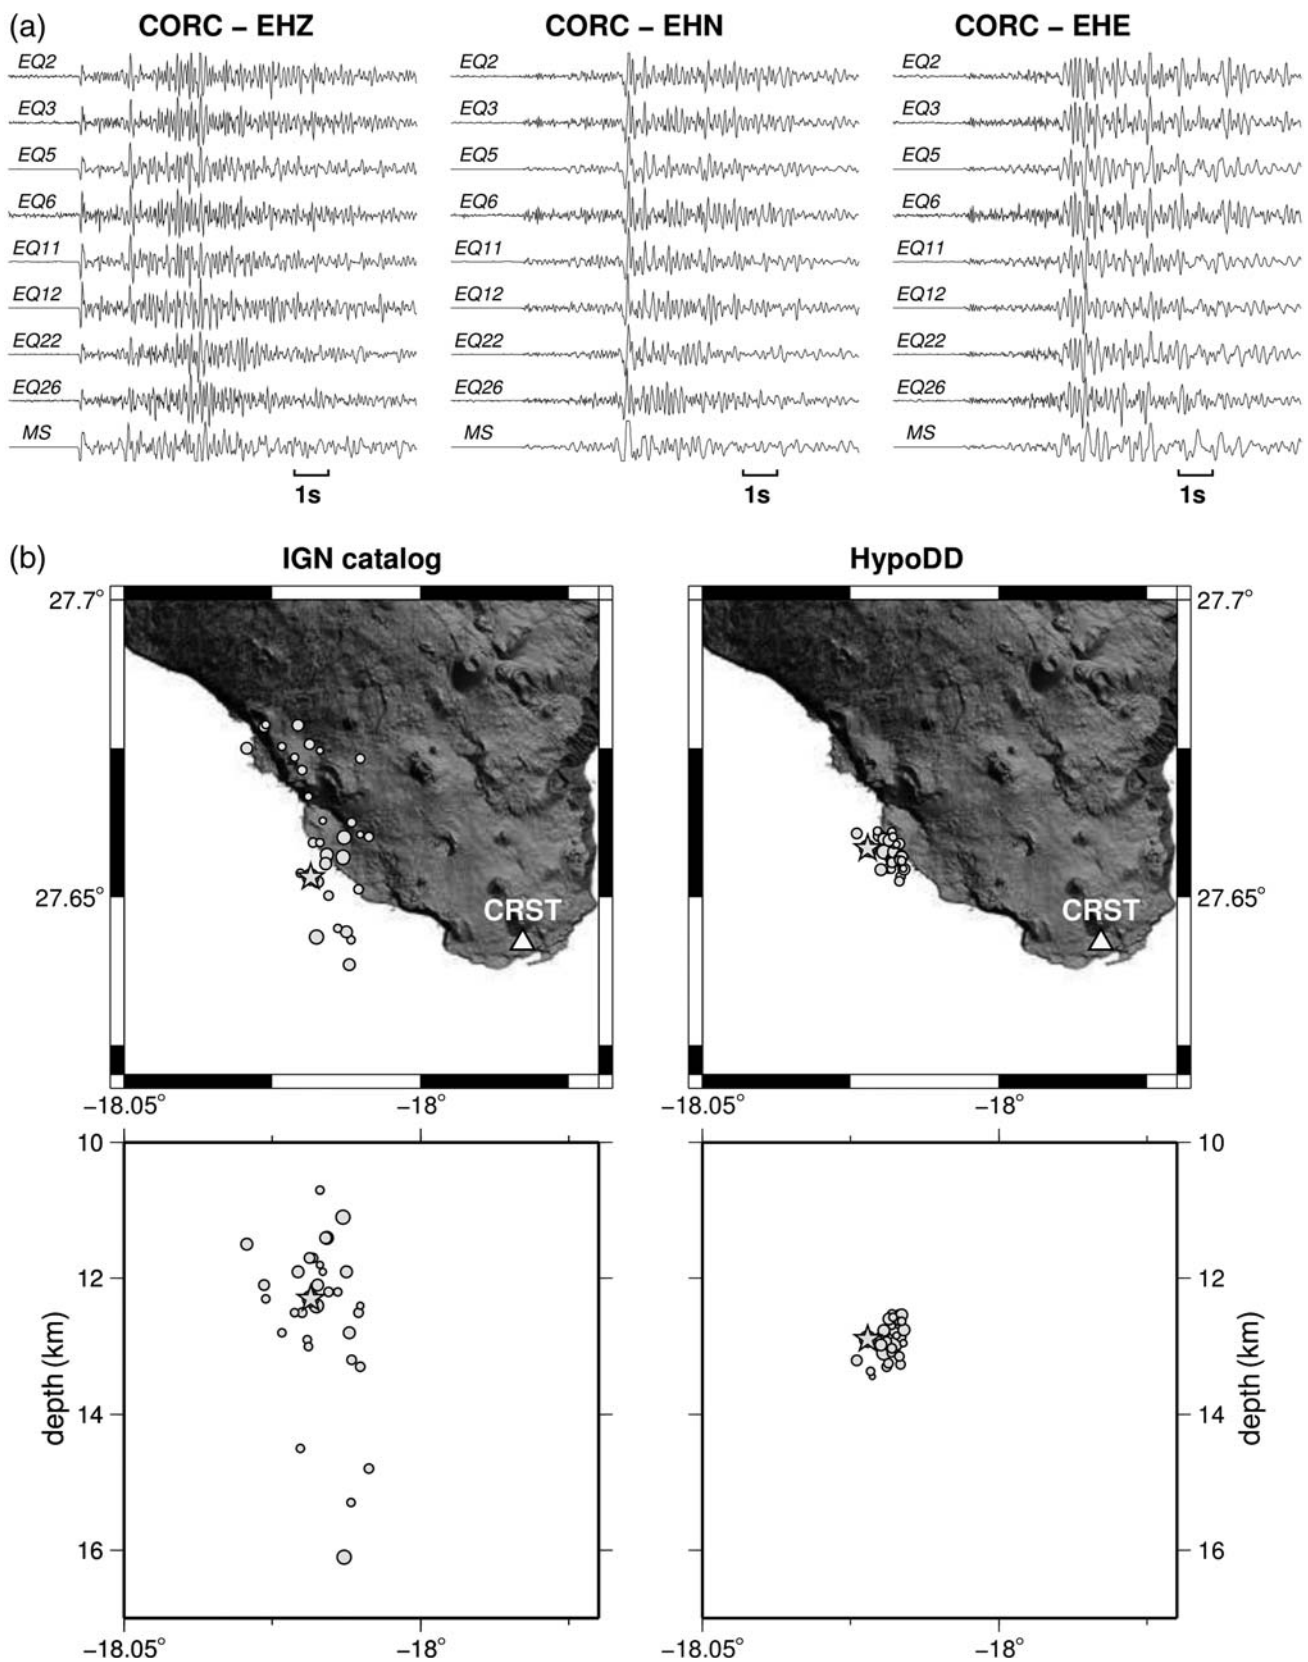 (a) CORC – EHZ CORC – EHN CORC – EHE
EQ2 EQ2 EQ2
EQ3 EQ3 EQ3
EQ5 EQ5 EQ5
EQ6 EQ6 EQ6
EQ11 EQ11 EQ11
EQ12 EQ12 EQ12
EQ22 EQ22 EQ22
EQ26 EQ26 EQ26
MS MS MS
1s 1s 1s
(b) IGN catalog HypoDD
27.7° 27.7°
27.65° 27.65°
CRST CRST
−18.05° −18° −18.05° −18°
10 10
12 12
depth (km) depth (km)
14 14
16 16
−18.05° −18° −18.05° −18°